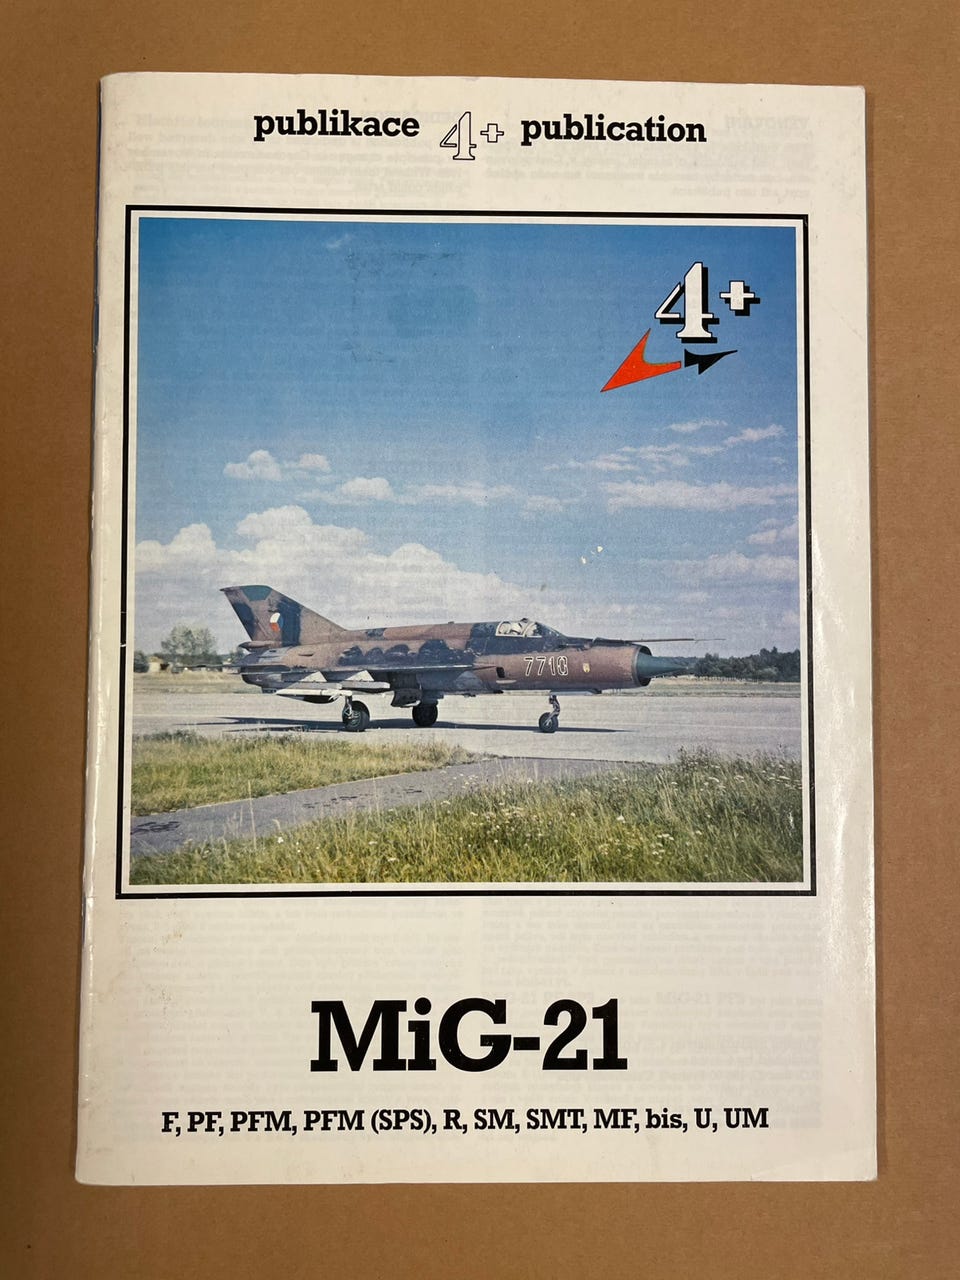 publikace 4+ publication
4+
7710
MiG-21
F, PF, PFM, PFM (SPS), R, SM, SMT, MF, bis, U, UM